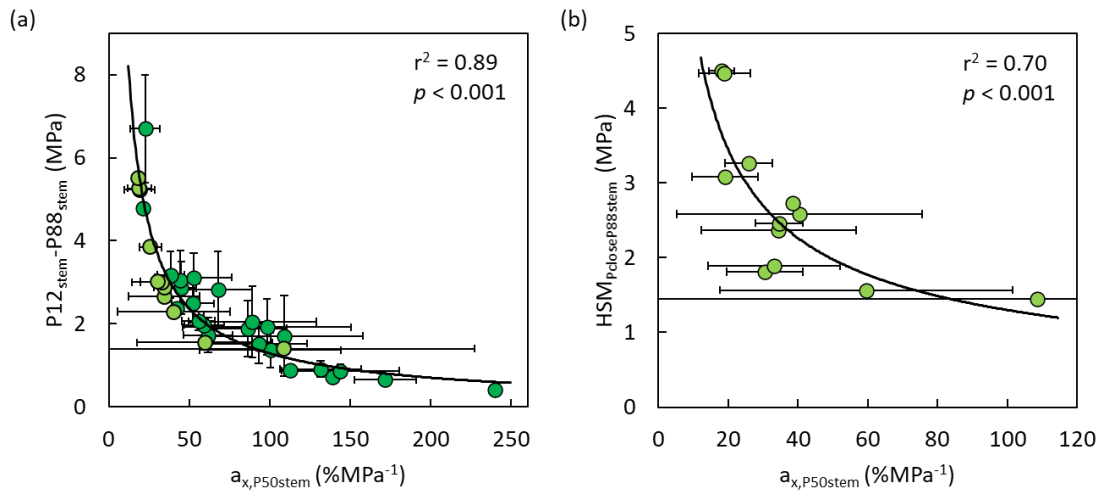 (a)
r² = 0.89
p < 0.001
P12stem-P88stem (MPa)
8
6
4
2
0
0 50 100 150 200 250
ax,P50stem (%MPa⁻¹)
(b)
r² = 0.70
p < 0.001
HSMPcloseP88stem (MPa)
5
4
3
2
1
0
0 20 40 60 80 100 120
ax,P50stem (%MPa⁻¹)